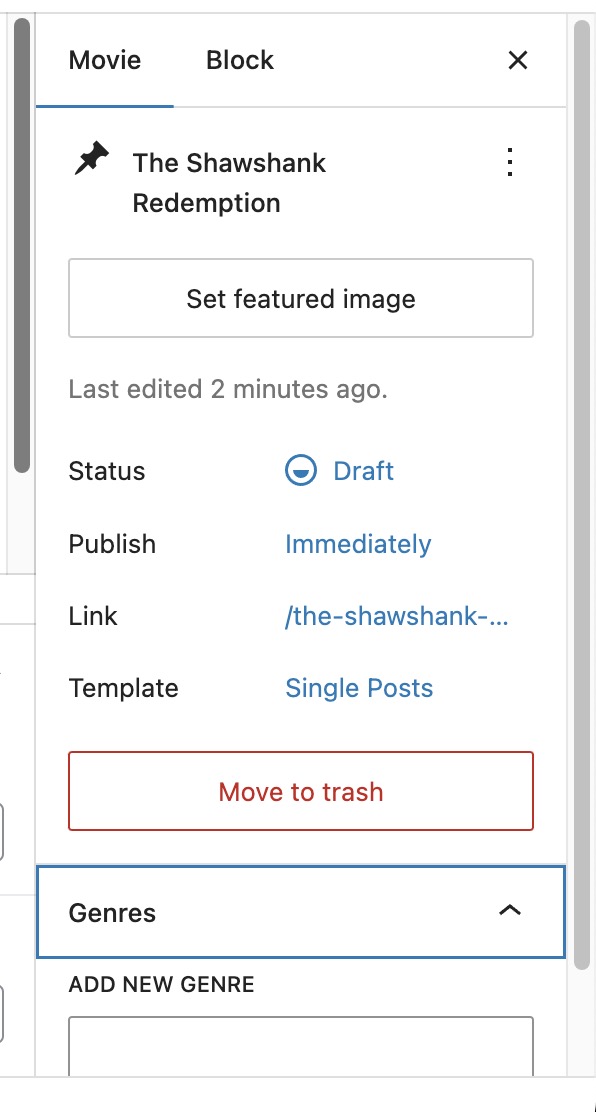 Movie Block
The Shawshank
Redemption
Set featured image
Last edited 2 minutes ago.
Status Draft
Publish Immediately
Link /the-shawshank-...
Template Single Posts
Move to trash
Genres
ADD NEW GENRE